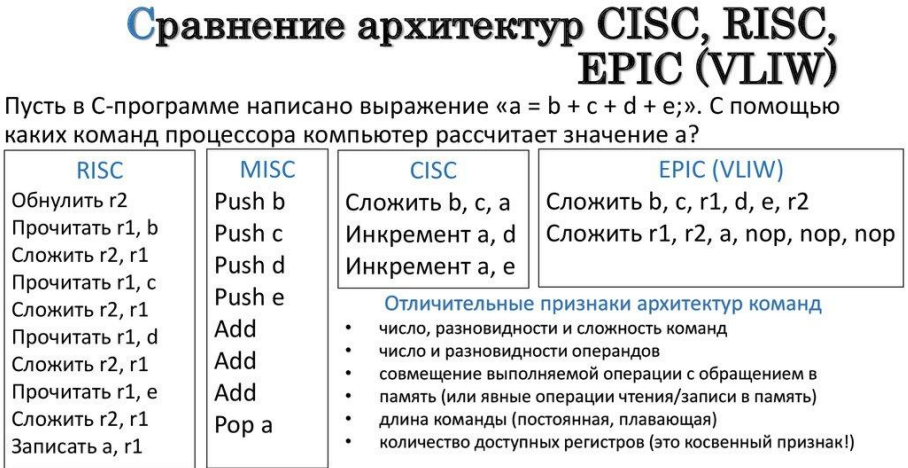 Сравнение архитектур CISC, RISC,
EPIC (VLIW)
Пусть в С-программе написано выражение «a = b + c + d + e;». С помощью
каких команд процессора компьютер рассчитает значение a?
RISC
Обнулить r2
Прочитать r1, b
Сложить r2, r1
Прочитать r1, c
Сложить r2, r1
Прочитать r1, d
Сложить r2, r1
Прочитать r1, e
Сложить r2, r1
Записать a, r1
MISC
Push b
Push c
Push d
Push e
Add
Add
Add
Pop a
CISC
Сложить b, c, a
Инкремент a, d
Инкремент a, e
EPIC (VLIW)
Сложить b, c, r1, d, e, r2
Сложить r1, r2, a, nop, nop, nop
Отличительные признаки архитектур команд
• число, разновидности и сложность команд
• число и разновидности операндов
• совмещение выполняемой операции с обращением в
• память (или явные операции чтения/записи в память)
• длина команды (постоянная, плавающая)
• количество доступных регистров (это косвенный признак!)